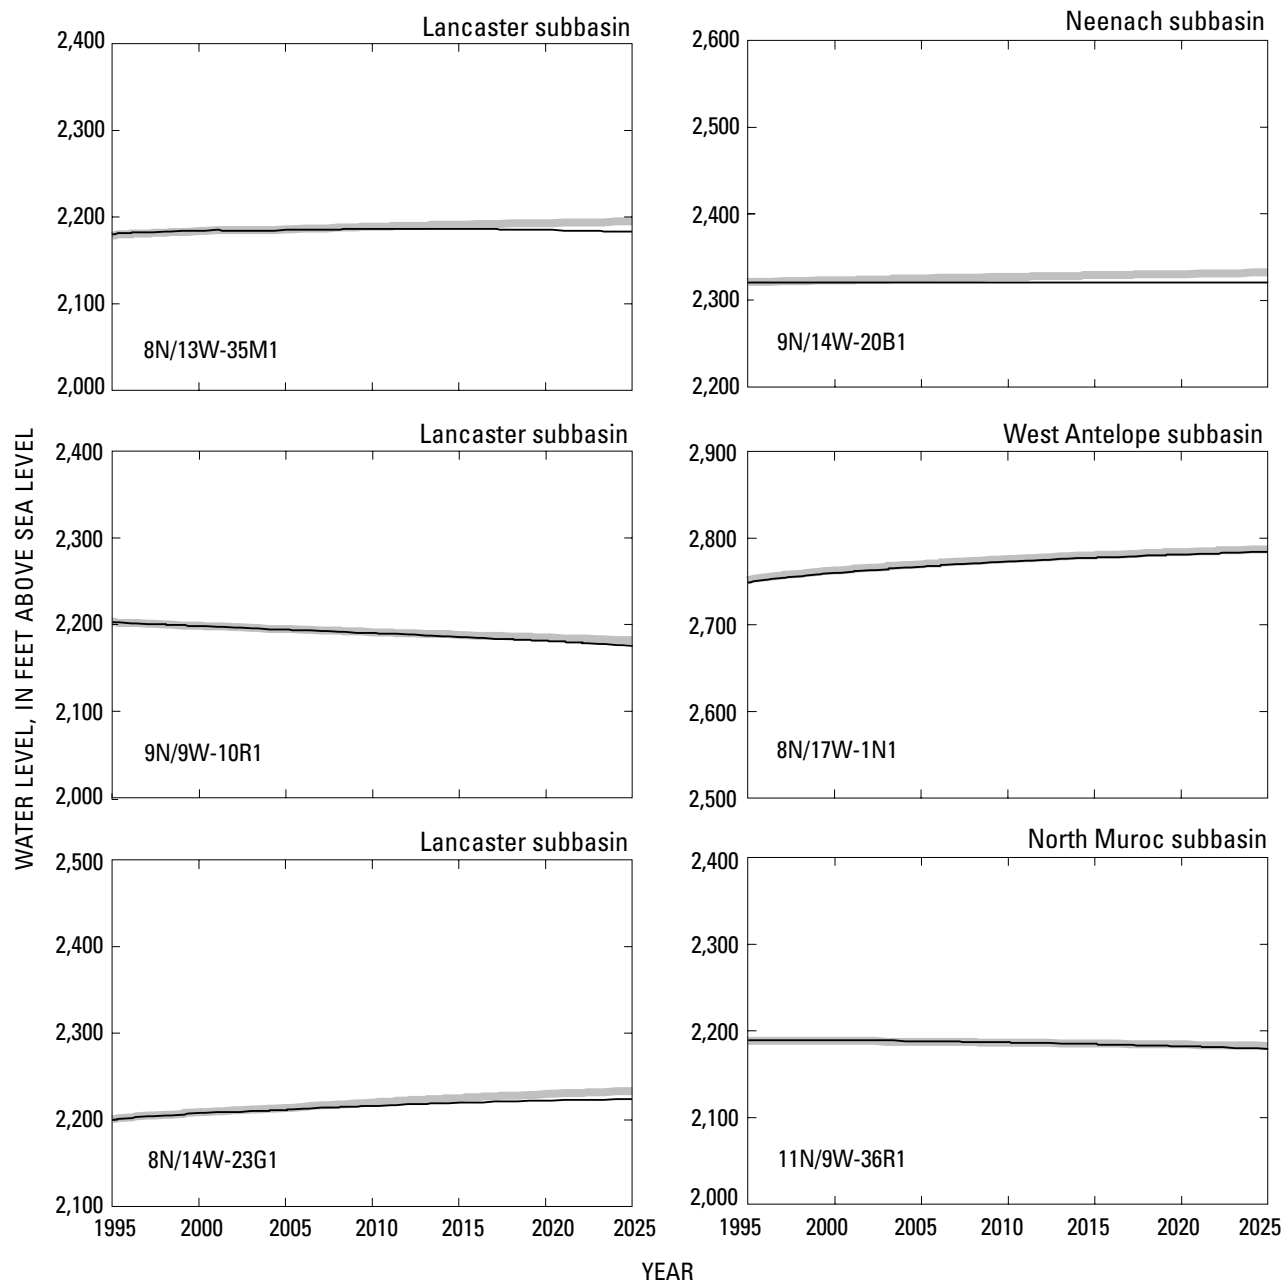 Lancaster subbasin
2,400
2,300
2,200
2,100
2,000
8N/13W-35M1
Neenach subbasin
2,600
2,500
2,400
2,300
2,200
9N/14W-20B1
WATER LEVEL, IN FEET ABOVE SEA LEVEL
Lancaster subbasin
2,400
2,300
2,200
2,100
2,000
9N/9W-10R1
West Antelope subbasin
2,900
2,800
2,700
2,600
2,500
8N/17W-1N1
Lancaster subbasin
2,500
2,400
2,300
2,200
2,100
8N/14W-23G1
1995 2000 2005 2010 2015 2020 2025
North Muroc subbasin
2,400
2,300
2,200
2,100
2,000
11N/9W-36R1
1995 2000 2005 2010 2015 2020 2025
YEAR